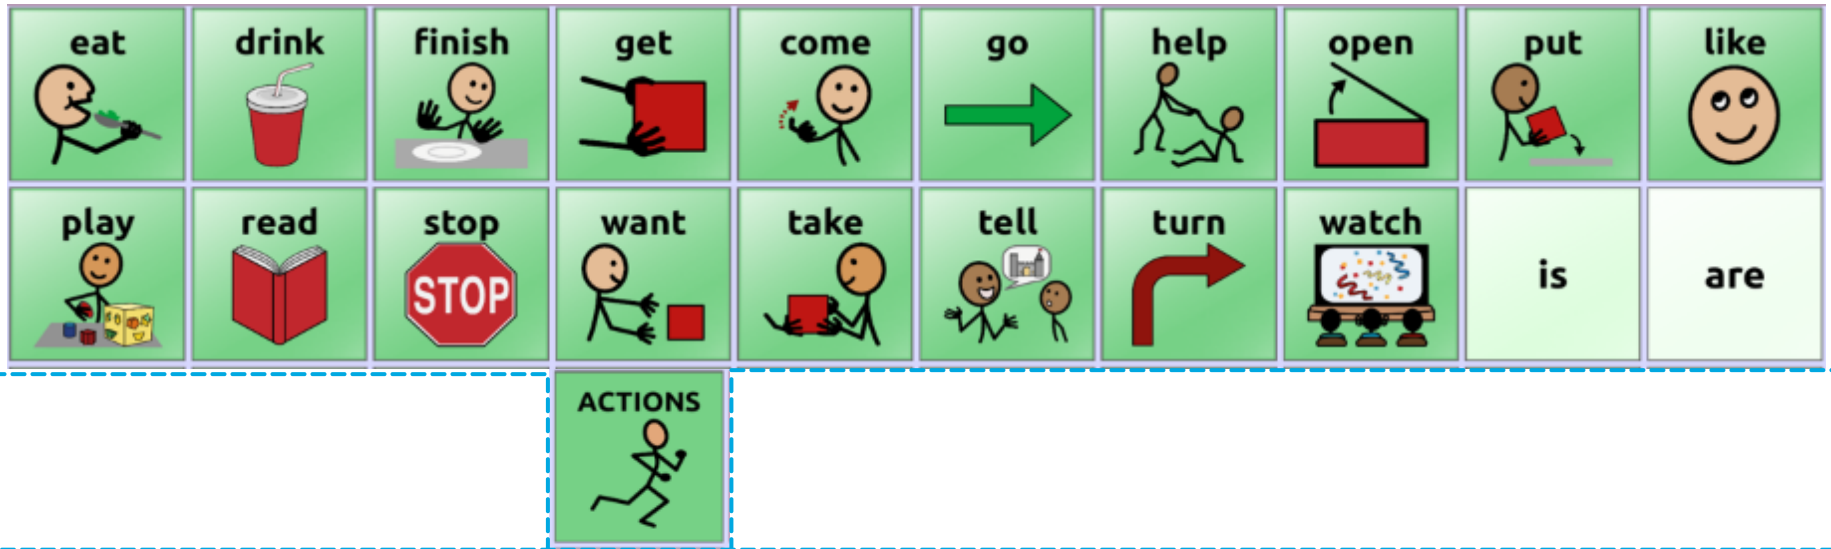 eat drink finish get come go help open put like
play read stop want take tell turn watch is are
STOP
ACTIONS